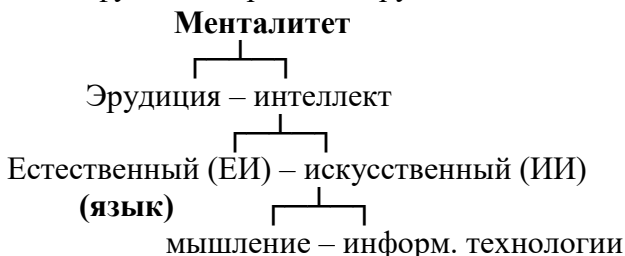 Менталитет
Эрудиция – интеллект
Естественный (ЕИ) – искусственный (ИИ)
(язык)
мышление – информ. технологии